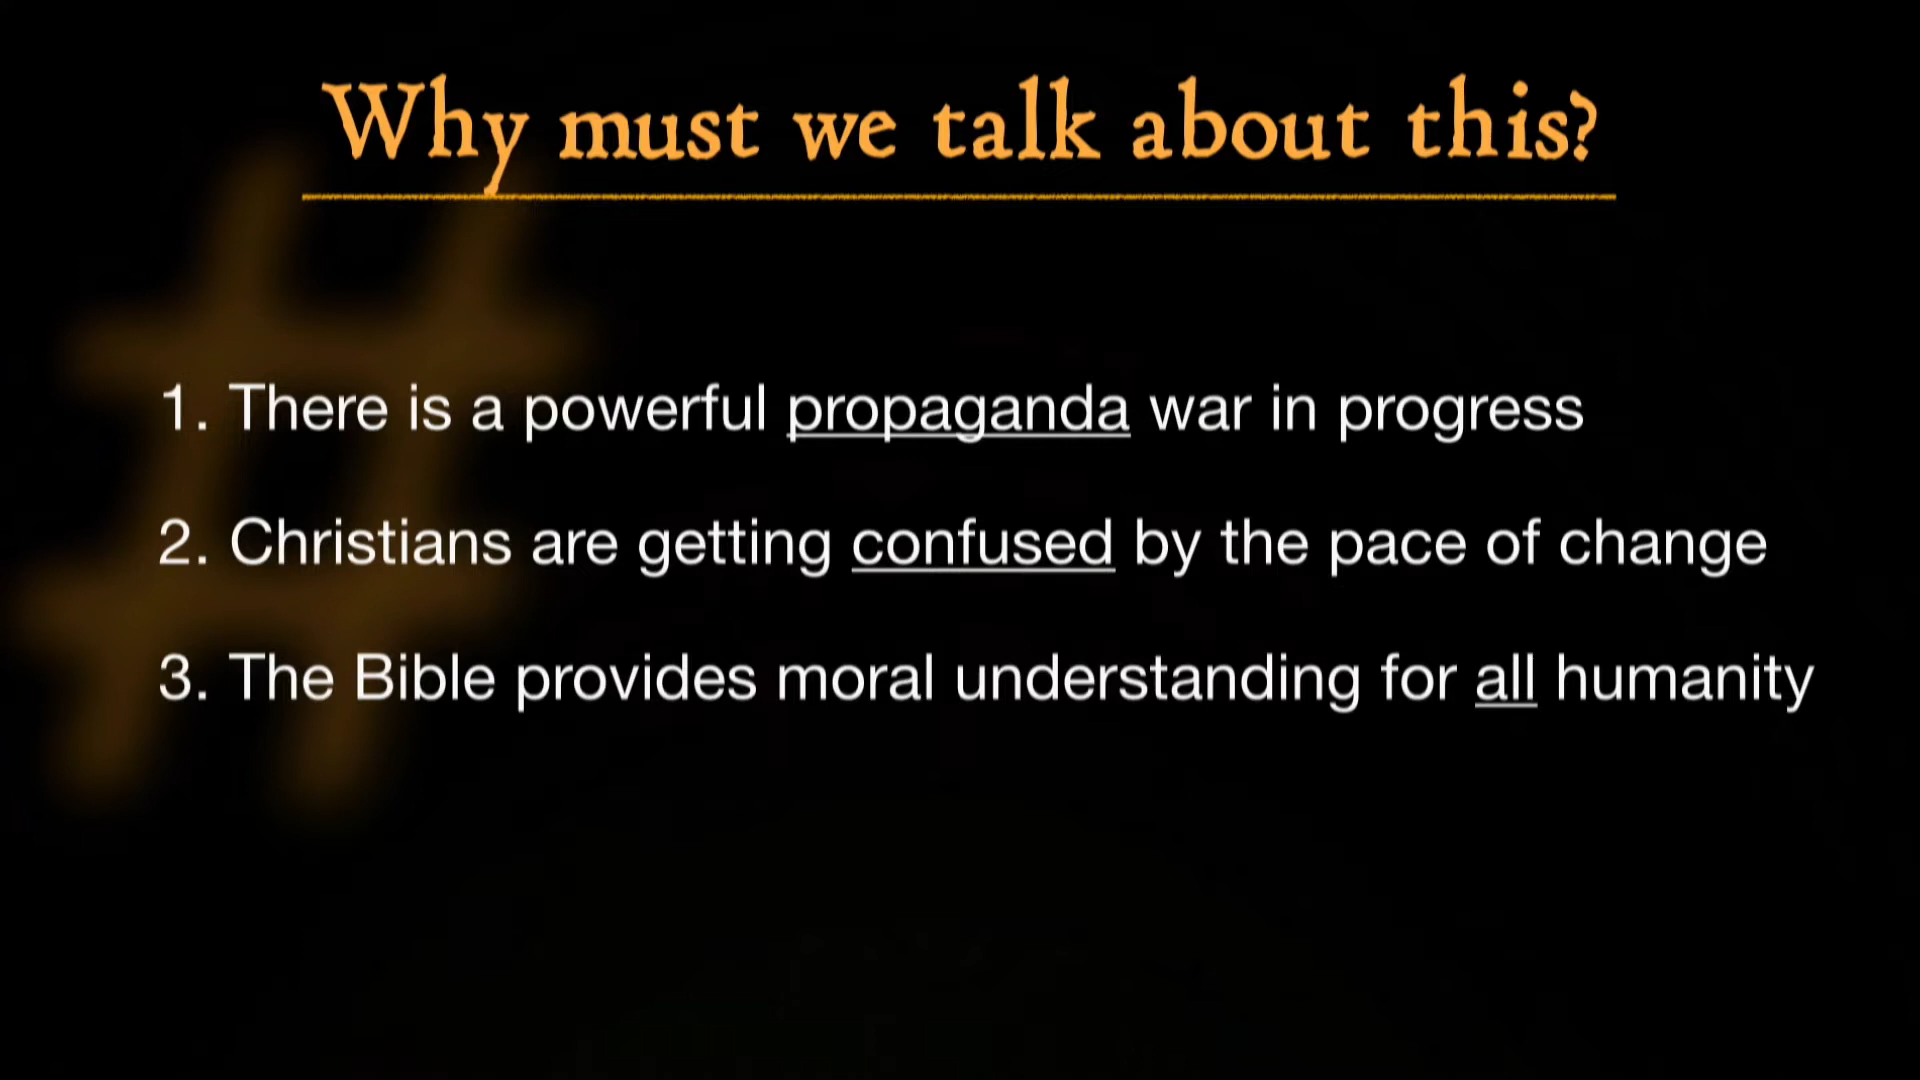 Why must we talk about this?
#
1. There is a powerful propaganda war in progress
2. Christians are getting confused by the pace of change
3. The Bible provides moral understanding for all humanity